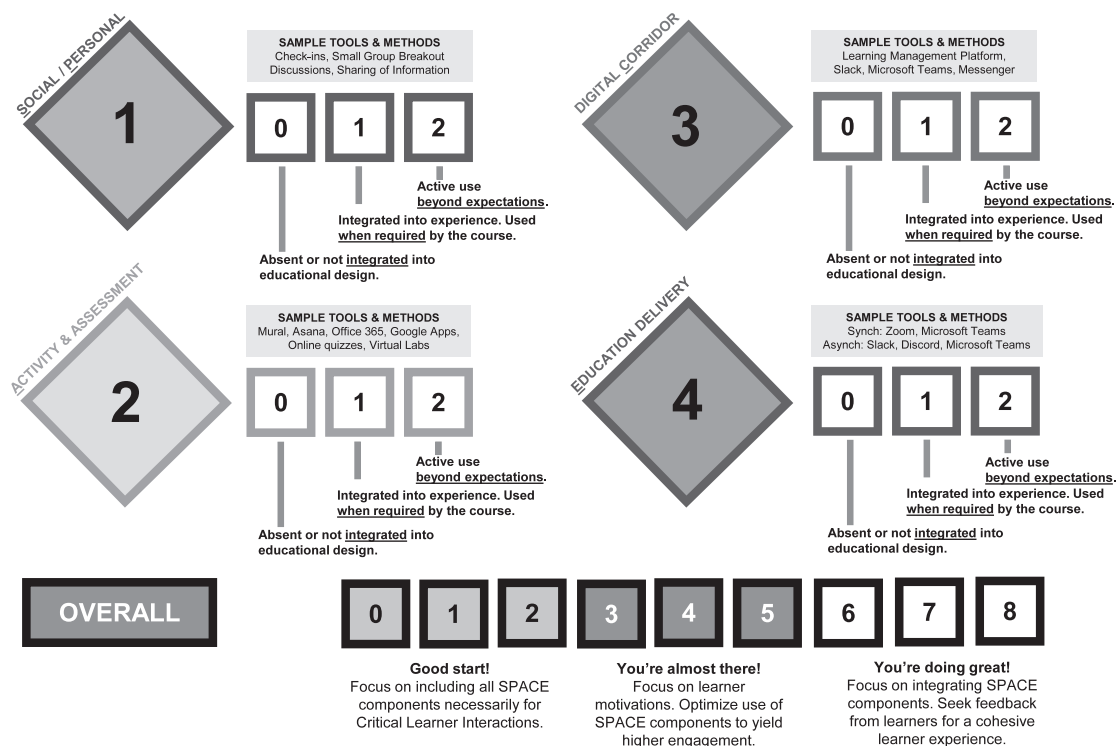 SOCIAL / PERSONAL
1
SAMPLE TOOLS & METHODS
Check-ins, Small Group Breakout
Discussions, Sharing of Information
0
1
2
Active use
beyond expectations.
Integrated into experience. Used
when required by the course.
Absent or not integrated into
educational design.
DIGITAL CORRIDOR
3
SAMPLE TOOLS & METHODS
Learning Management Platform,
Slack, Microsoft Teams, Messenger
0
1
2
Active use
beyond expectations.
Integrated into experience. Used
when required by the course.
Absent or not integrated into
educational design.
ACTIVITY & ASSESSMENT
2
SAMPLE TOOLS & METHODS
Mural, Asana, Office 365, Google Apps,
Online quizzes, Virtual Labs
0
1
2
Active use
beyond expectations.
Integrated into experience. Used
when required by the course.
Absent or not integrated into
educational design.
EDUCATION DELIVERY
4
SAMPLE TOOLS & METHODS
Synch: Zoom, Microsoft Teams
Asynch: Slack, Discord, Microsoft Teams
0
1
2
Active use
beyond expectations.
Integrated into experience. Used
when required by the course.
Absent or not integrated into
educational design.
OVERALL
0
1
2
3
4
5
6
7
8
Good start!
Focus on including all SPACE
components necessarily for
Critical Learner Interactions.
You're almost there!
Focus on learner
motivations. Optimize use of
SPACE components to yield
higher engagement.
You're doing great!
Focus on integrating SPACE
components. Seek feedback
from learners for a cohesive
learner experience.